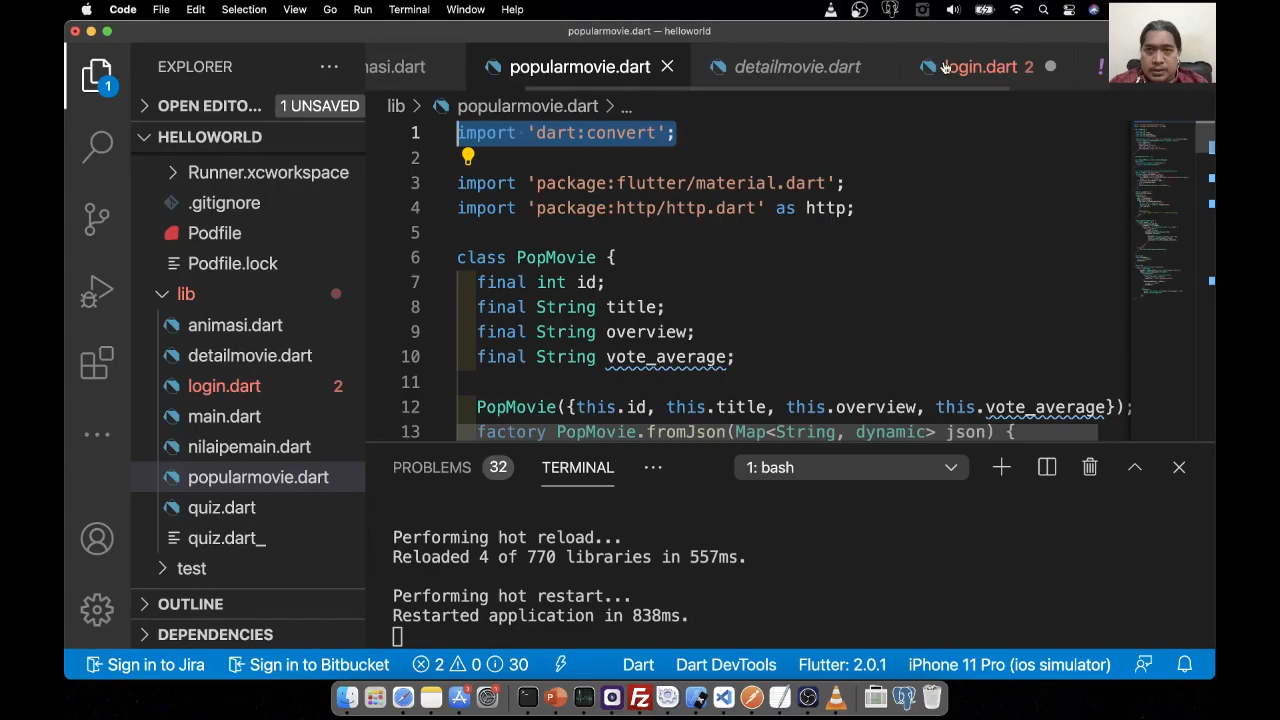 Code File Edit Selection View Go Run Terminal Window Help
popularmovie.dart — helloworld
EXPLORER
OPEN EDITO... 1 UNSAVED
HELLOWORLD
Runner.xcworkspace
.gitignore
Podfile
Podfile.lock
lib
animasi.dart
detailmovie.dart
login.dart 2
main.dart
nilaipemain.dart
popularmovie.dart
quiz.dart
quiz.dart_
test
OUTLINE
DEPENDENCIES
masi.dart popularmovie.dart detailmovie.dart login.dart 2
lib > popularmovie.dart > ...
1 import 'dart:convert';
2
3 import 'package:flutter/material.dart';
4 import 'package:http/http.dart' as http;
5
6 class PopMovie {
7 final int id;
8 final String title;
9 final String overview;
10 final String vote_average;
11
12 PopMovie({this.id, this.title, this.overview, this.vote_average});
13 factory PopMovie.fromJson(Map<String, dynamic> json) {
PROBLEMS 32 TERMINAL ... 1: bash
Performing hot reload...
Reloaded 4 of 770 libraries in 557ms.
Performing hot restart...
Restarted application in 838ms.
Sign in to Jira Sign in to Bitbucket 2 0 30 Dart Dart DevTools Flutter: 2.0.1 iPhone 11 Pro (ios simulator)